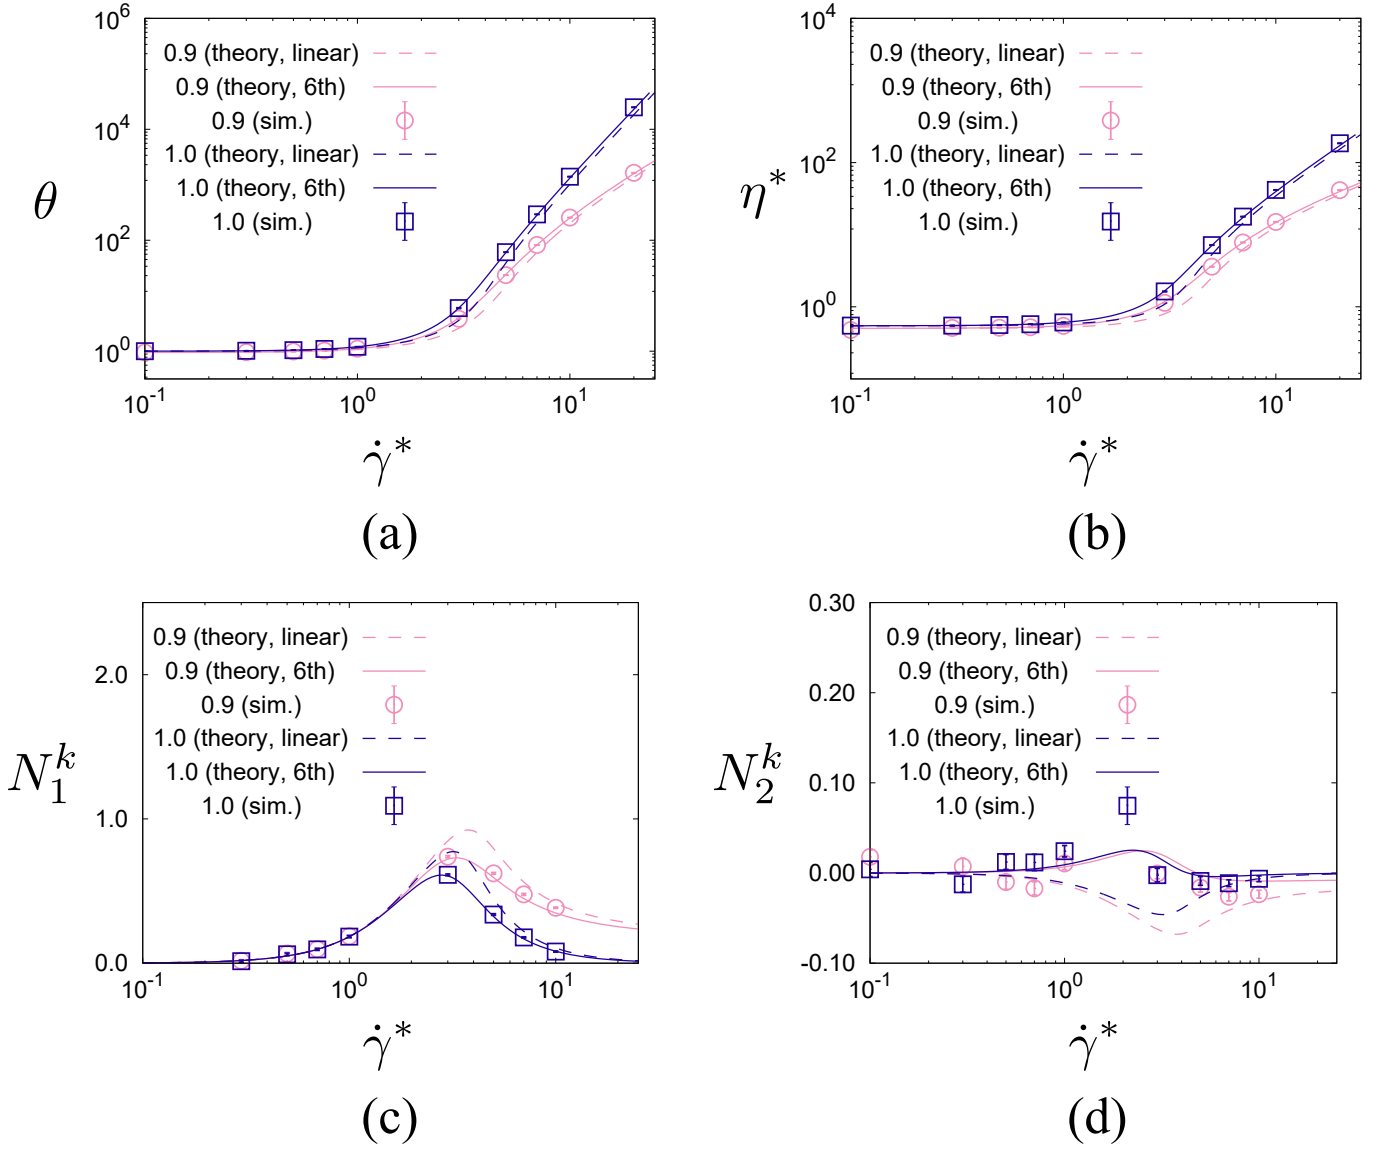 10^6
10^4
10^2
10^0
θ
0.9 (theory, linear)
0.9 (theory, 6th)
0.9 (sim.)
1.0 (theory, linear)
1.0 (theory, 6th)
1.0 (sim.)
10^-1 10^0 10^1
γ̇*
(a)
10^4
10^2
10^0
η*
0.9 (theory, linear)
0.9 (theory, 6th)
0.9 (sim.)
1.0 (theory, linear)
1.0 (theory, 6th)
1.0 (sim.)
10^-1 10^0 10^1
γ̇*
(b)
2.0
1.0
0.0
N_1^k
0.9 (theory, linear)
0.9 (theory, 6th)
0.9 (sim.)
1.0 (theory, linear)
1.0 (theory, 6th)
1.0 (sim.)
10^-1 10^0 10^1
γ̇*
(c)
0.30
0.20
0.10
0.00
-0.10
N_2^k
0.9 (theory, linear)
0.9 (theory, 6th)
0.9 (sim.)
1.0 (theory, linear)
1.0 (theory, 6th)
1.0 (sim.)
10^-1 10^0 10^1
γ̇*
(d)